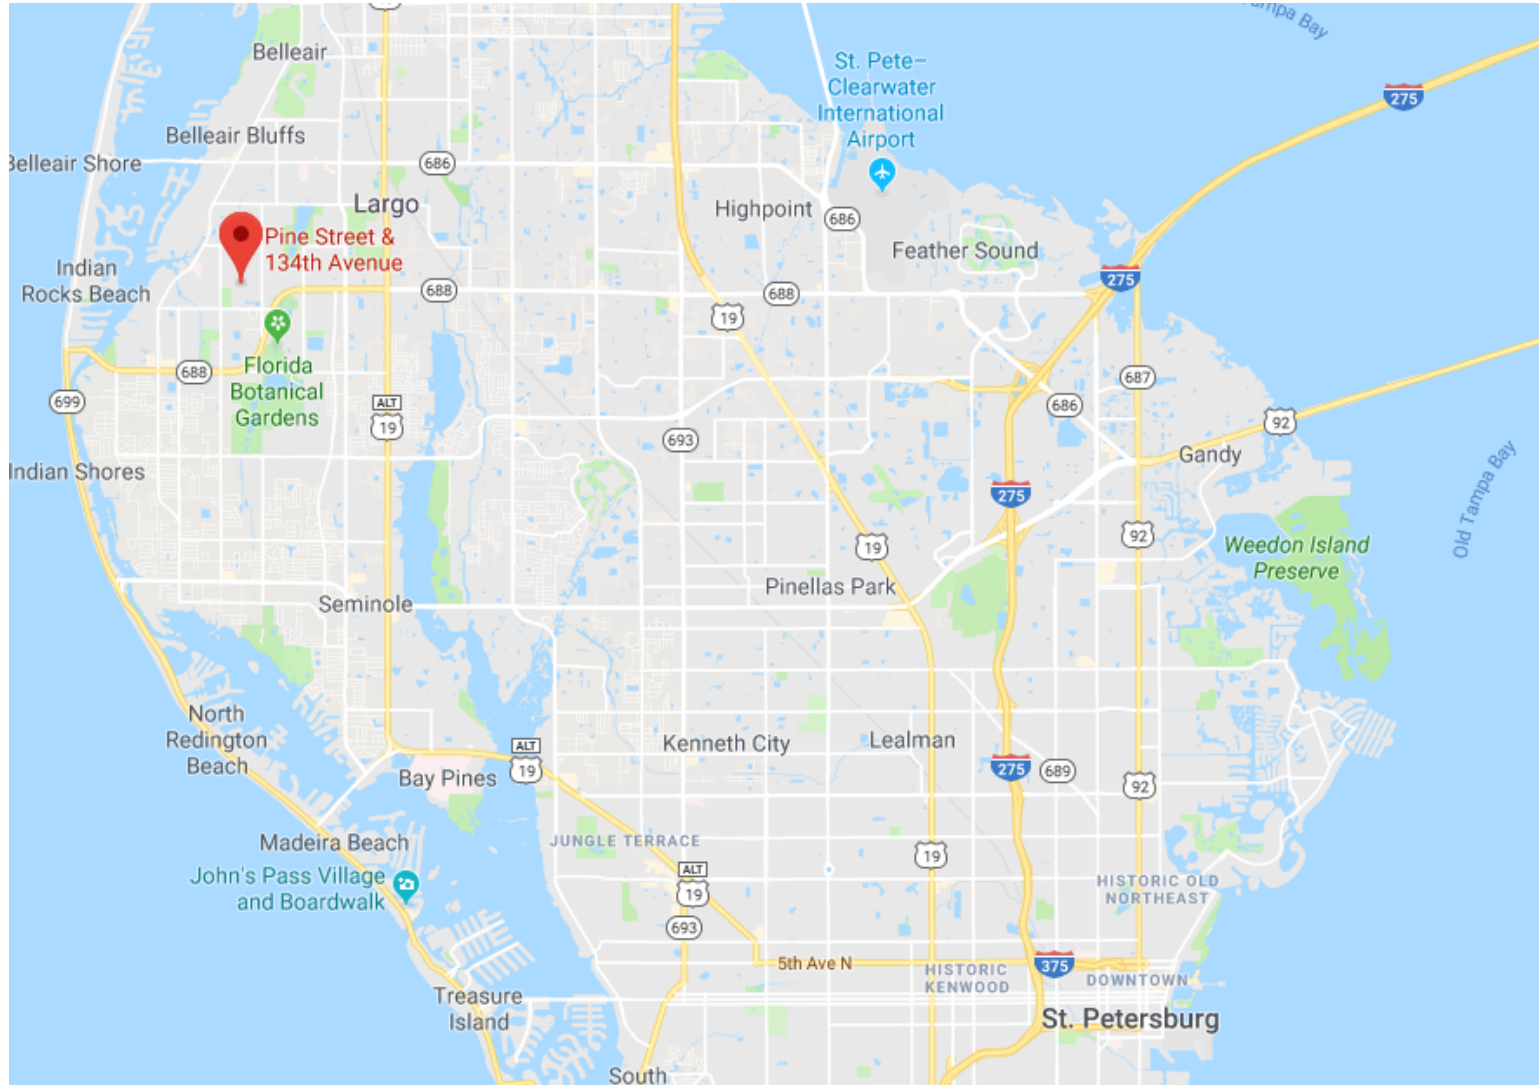 Tampa Bay
Belleair
St. Pete–
Clearwater
International
Airport
275
Belleair Bluffs
Belleair Shore
686
Largo
Highpoint
686
Pine Street &
134th Avenue
Feather Sound
Indian
Rocks Beach
688
688
275
19
Florida
Botanical
Gardens
688
687
699
ALT
19
686
92
693
Gandy
Indian Shores
275
Old Tampa Bay
92
19
Weedon Island
Preserve
Pinellas Park
Seminole
North
Redington
Beach
Kenneth City
Lealman
ALT
19
Bay Pines
275
689
92
Madeira Beach
JUNGLE TERRACE
19
John's Pass Village
and Boardwalk
ALT
19
HISTORIC OLD
NORTHEAST
693
5th Ave N
HISTORIC
KENWOOD
375
DOWNTOWN
Treasure
Island
St. Petersburg
South